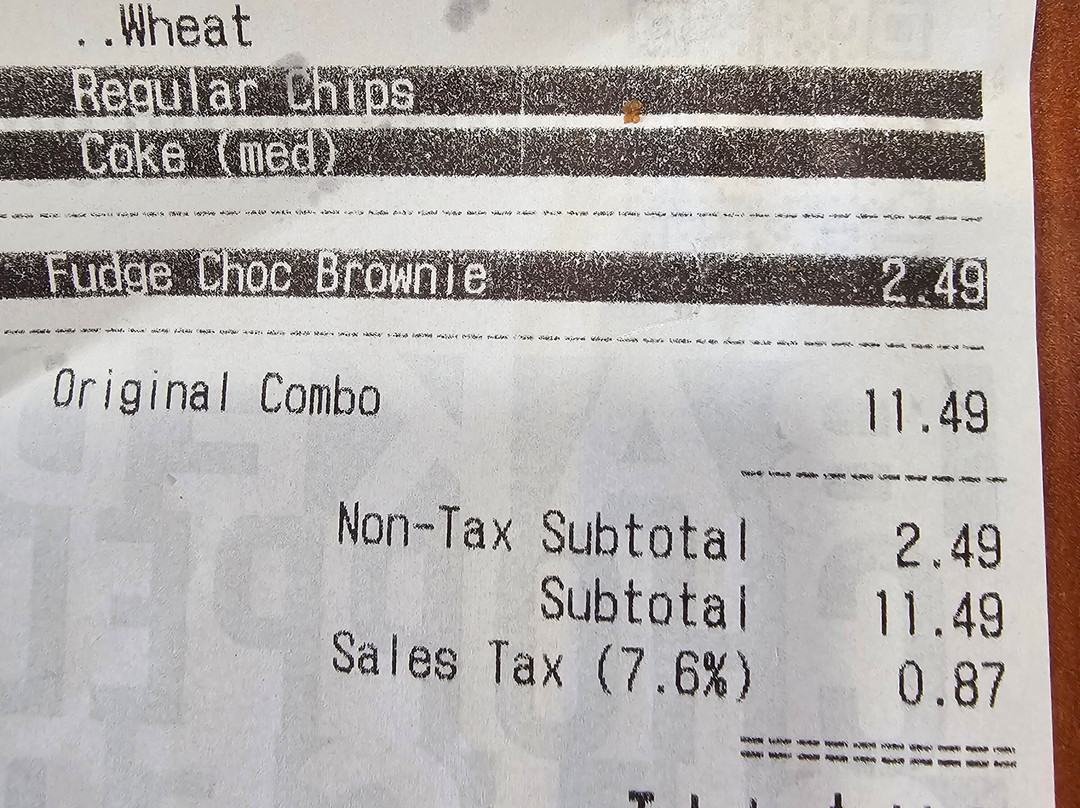 ..Wheat
Regular Chips
Coke (med)
Fudge Choc Brownie 2.49
Original Combo 11.49
Non-Tax Subtotal 2.49
Subtotal 11.49
Sales Tax (7.6%) 0.87